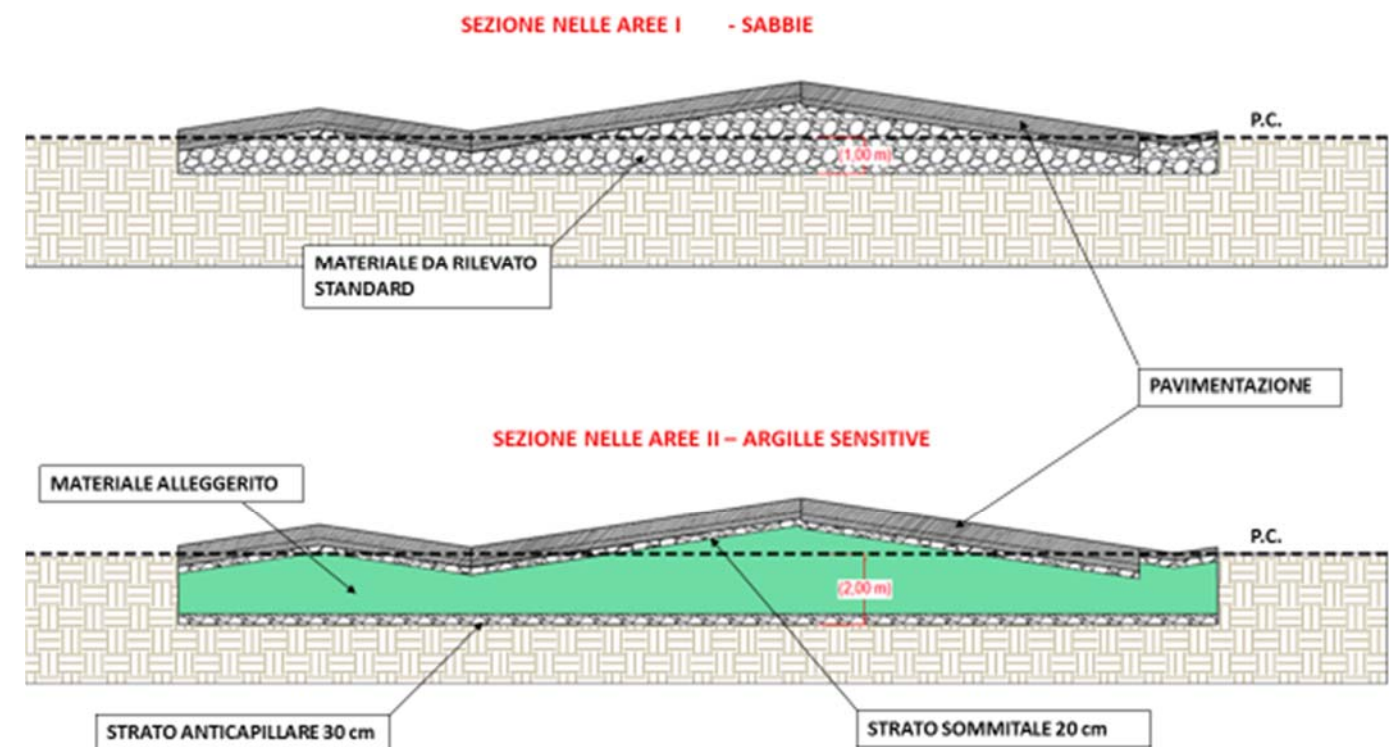 SEZIONE NELLE AREE I - SABBIE
P.C.
(1,00 m)
MATERIALE DA RILEVATO
STANDARD
PAVIMENTAZIONE
SEZIONE NELLE AREE II – ARGILLE SENSITIVE
MATERIALE ALLEGGERITO
P.C.
(2,00 m)
STRATO ANTICAPILLARE 30 cm
STRATO SOMMITALE 20 cm